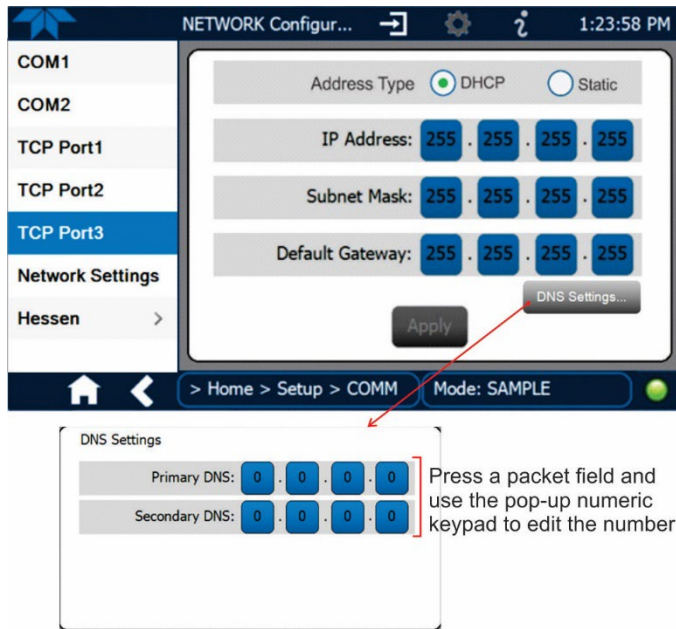 NETWORK Configur... 1:23:58 PM
COM1
COM2
TCP Port1
TCP Port2
TCP Port3
Network Settings
Hessen >
Address Type DHCP Static
IP Address: 255 . 255 . 255 . 255
Subnet Mask: 255 . 255 . 255 . 255
Default Gateway: 255 . 255 . 255 . 255
DNS Settings...
Apply
> Home > Setup > COMM Mode: SAMPLE
DNS Settings
Primary DNS: 0 . 0 . 0 . 0
Secondary DNS: 0 . 0 . 0 . 0
Press a packet field and
use the pop-up numeric
keypad to edit the number